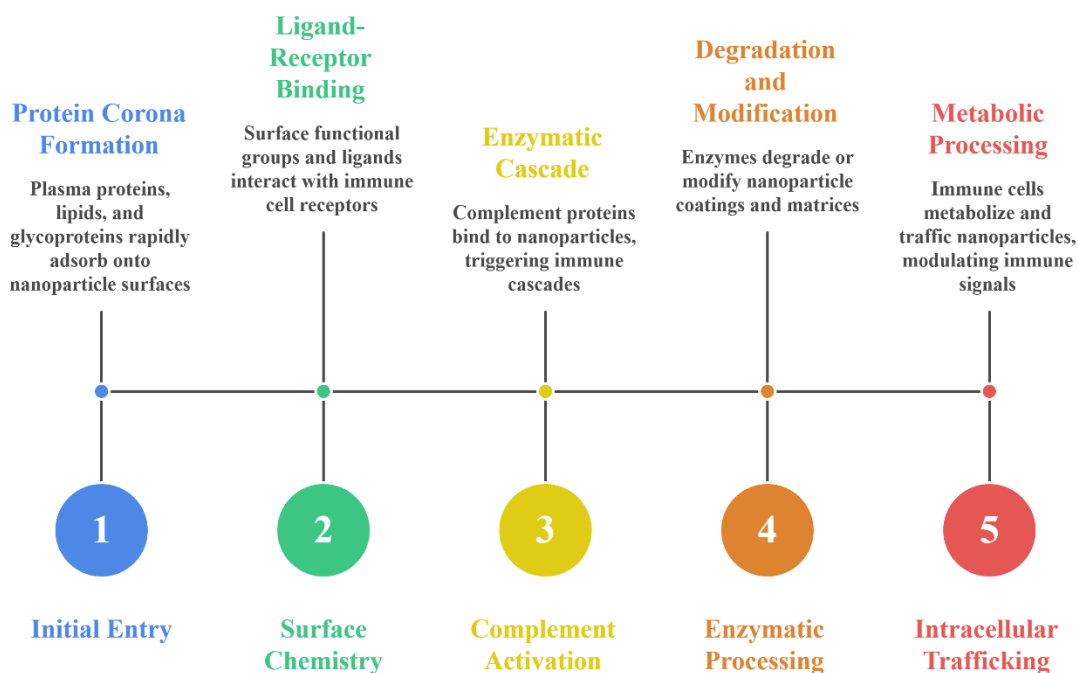 Protein Corona
Formation
Plasma proteins,
lipids, and
glycoproteins rapidly
adsorb onto
nanoparticle surfaces
1
Initial Entry
Ligand-
Receptor
Binding
Surface functional
groups and ligands
interact with immune
cell receptors
2
Surface
Chemistry
Enzymatic
Cascade
Complement proteins
bind to nanoparticles,
triggering immune
cascades
3
Complement
Activation
Degradation
and
Modification
Enzymes degrade or
modify nanoparticle
coatings and matrices
4
Enzymatic
Processing
Metabolic
Processing
Immune cells
metabolize and
traffic nanoparticles,
modulating immune
signals
5
Intracellular
Trafficking